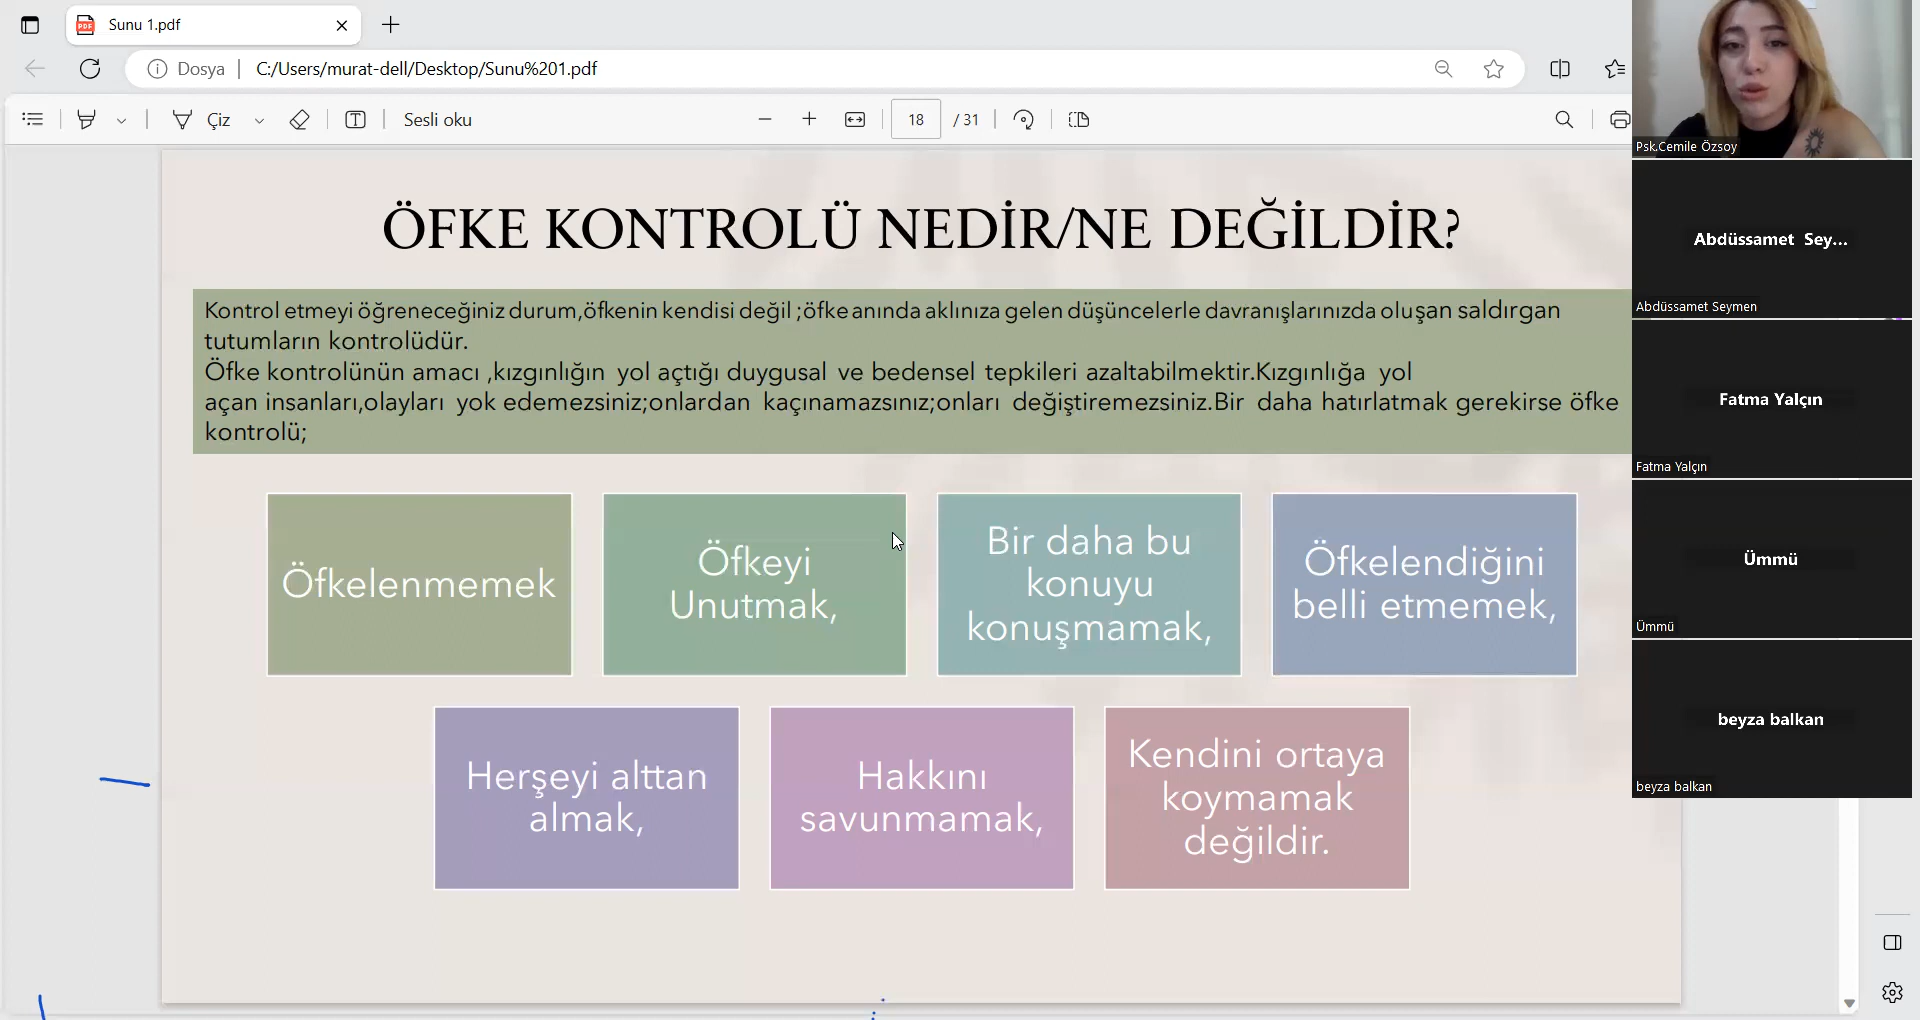 Sunu 1.pdf
Dosya
C:/Users/murat-dell/Desktop/Sunu%201.pdf
Çiz
Sesli oku
18
/ 31
ÖFKE KONTROLÜ NEDİR/NE DEĞİLDİR?
Kontrol etmeyi öğreneceğiniz durum,öfkenin kendisi değil ;öfke anında aklınıza gelen düşüncelerle davranışlarınızda oluşan saldırgan
tutumların kontrolüdür.
Öfke kontrolünün amacı ,kızgınlığın yol açtığı duygusal ve bedensel tepkileri azaltabilmektir.Kızgınlığa yol
açan insanları,olayları yok edemezsiniz;onlardan kaçınamazsınız;onları değiştiremezsiniz.Bir daha hatırlatmak gerekirse öfke
kontrolü;
Öfkelenmemek
Öfkeyi
Unutmak,
Bir daha bu
konuyu
konuşmamak,
Öfkelendiğini
belli etmemek,
Herşeyi alttan
almak,
Hakkını
savunmamak,
Kendini ortaya
koymamak
değildir.
Psk.Cemile Özsoy
Abdüssamet Sey...
Abdüssamet Seymen
Fatma Yalçın
Fatma Yalçın
Ümmü
Ümmü
beyza balkan
beyza balkan